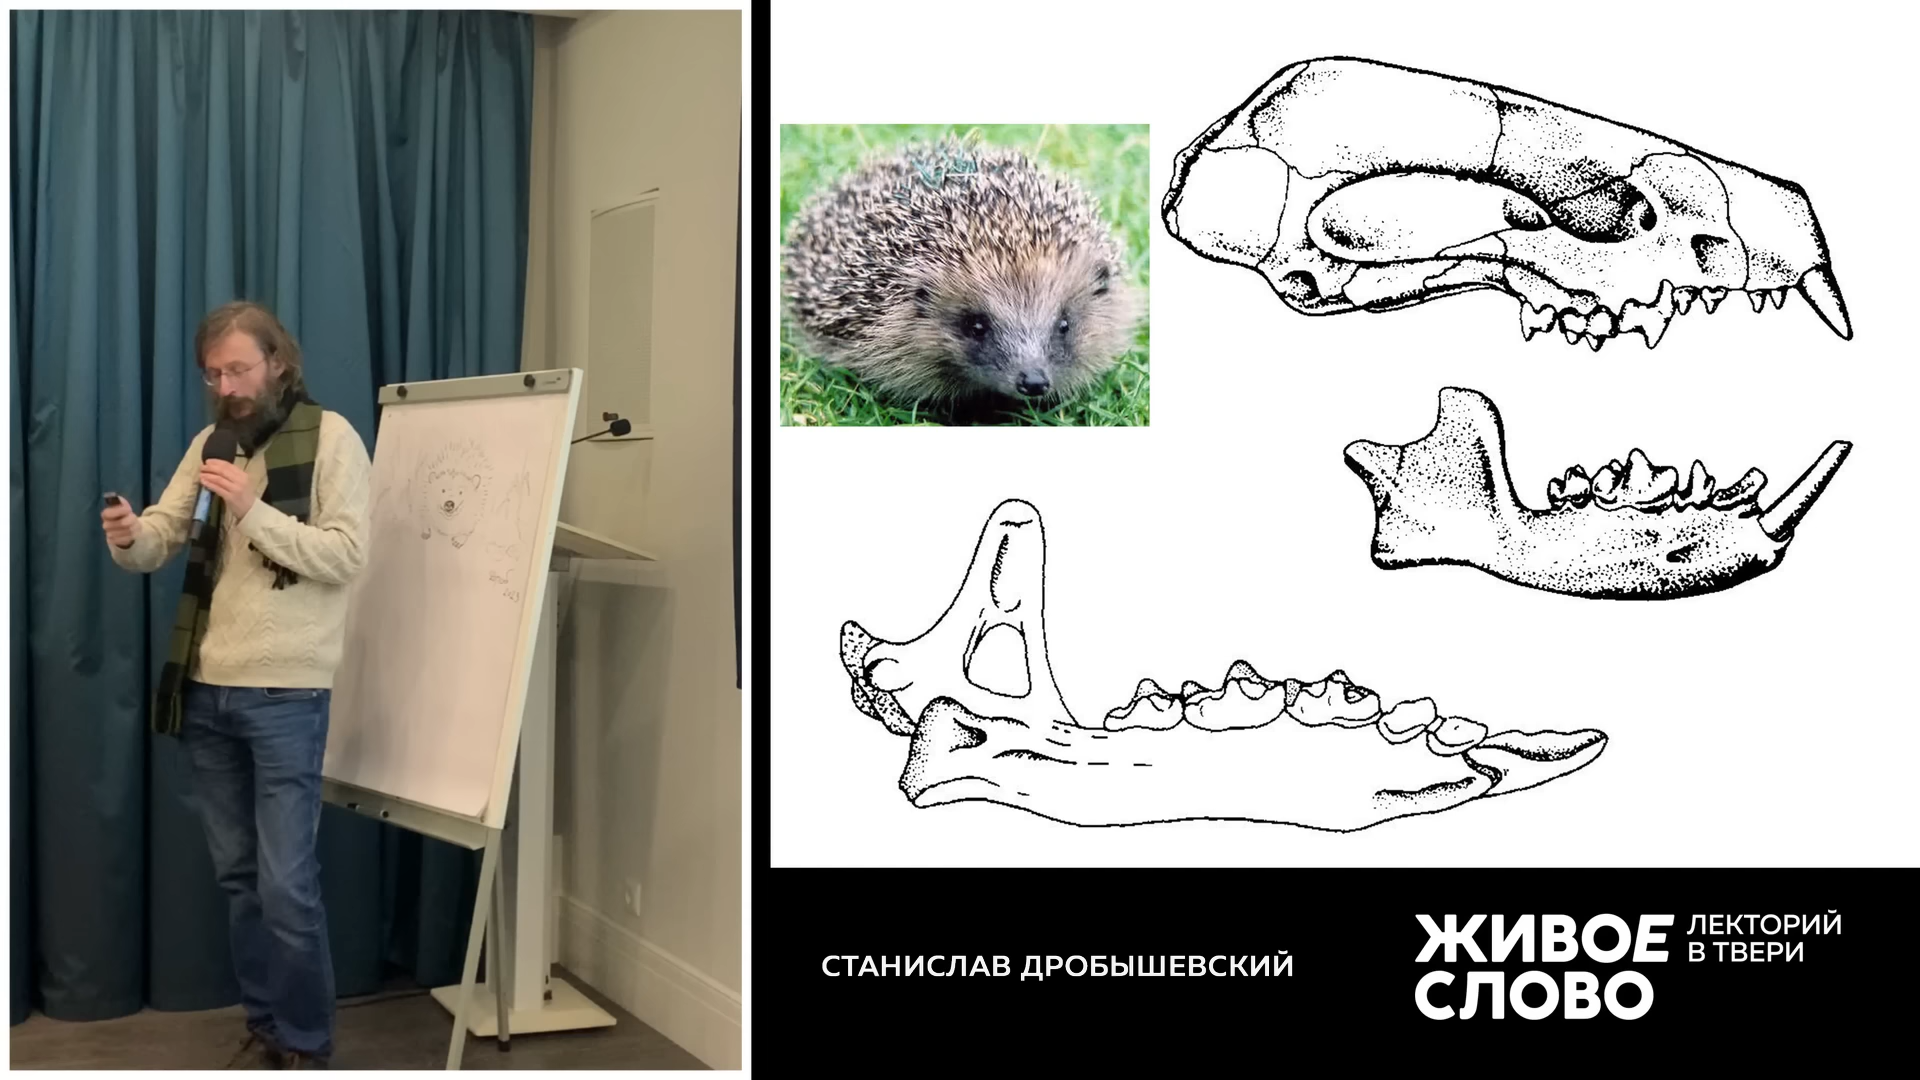 СТАНИСЛАВ ДРОБЫШЕВСКИЙ
ЖИВОЕ
СЛОВО
ЛЕКТОРИЙ
В ТВЕРИ